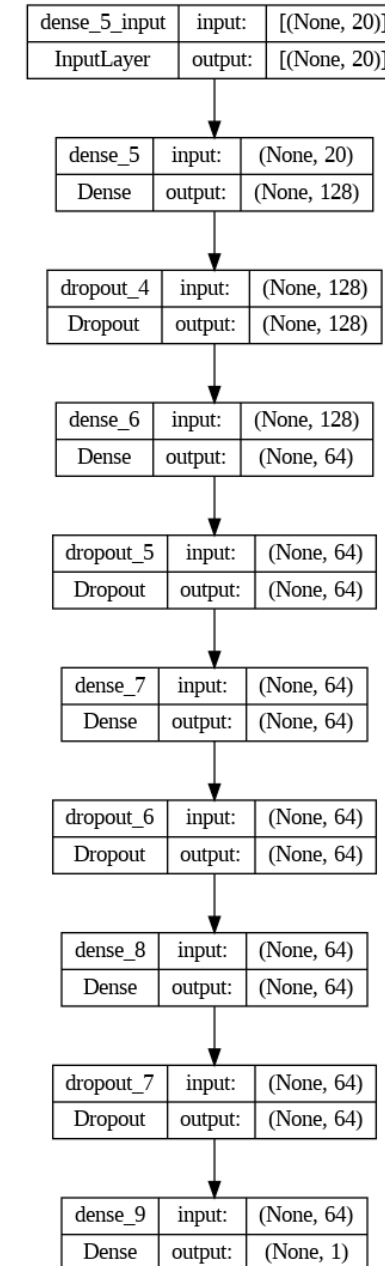 dense_5_input input: [(None, 20)]
InputLayer output: [(None, 20)]
dense_5 input: (None, 20)
Dense output: (None, 128)
dropout_4 input: (None, 128)
Dropout output: (None, 128)
dense_6 input: (None, 128)
Dense output: (None, 64)
dropout_5 input: (None, 64)
Dropout output: (None, 64)
dense_7 input: (None, 64)
Dense output: (None, 64)
dropout_6 input: (None, 64)
Dropout output: (None, 64)
dense_8 input: (None, 64)
Dense output: (None, 64)
dropout_7 input: (None, 64)
Dropout output: (None, 64)
dense_9 input: (None, 64)
Dense output: (None, 1)